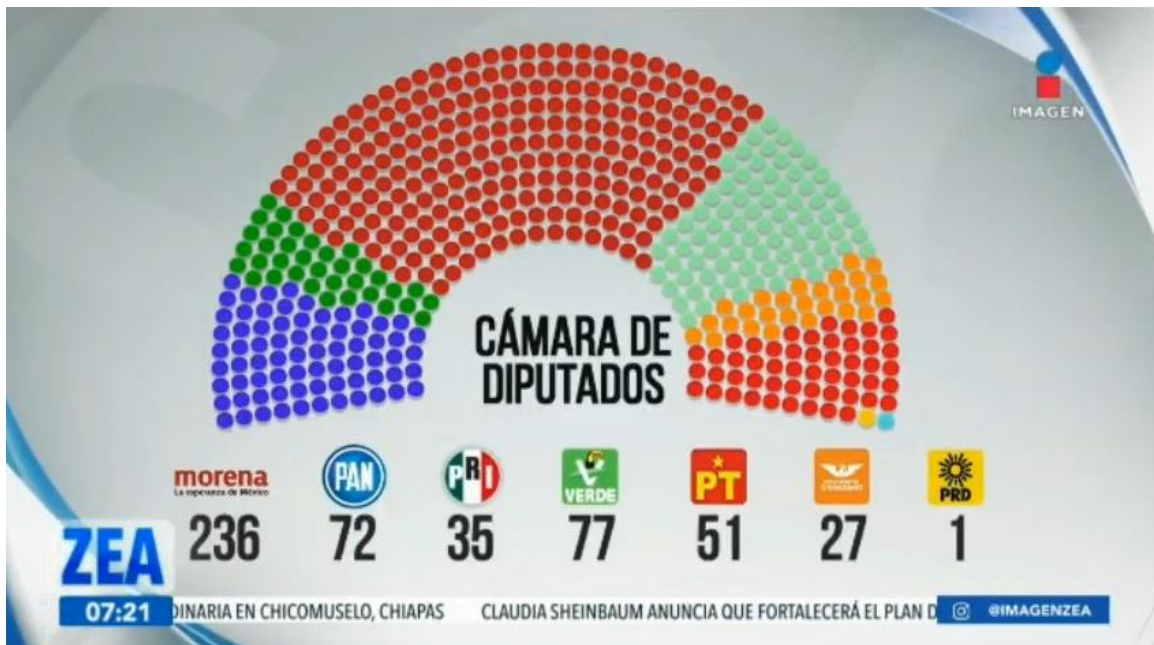 IMAGEN
CÁMARA DE
DIPUTADOS
morena
La esperanza de México
PAN
PRI
VERDE
PT
PRD
236
72
35
77
51
27
1
ZEA
07:21
DINARIA EN CHICOMUSELO, CHIAPAS CLAUDIA SHEINBAUM ANUNCIA QUE FORTALECERÁ EL PLAN D
@IMAGENZEA